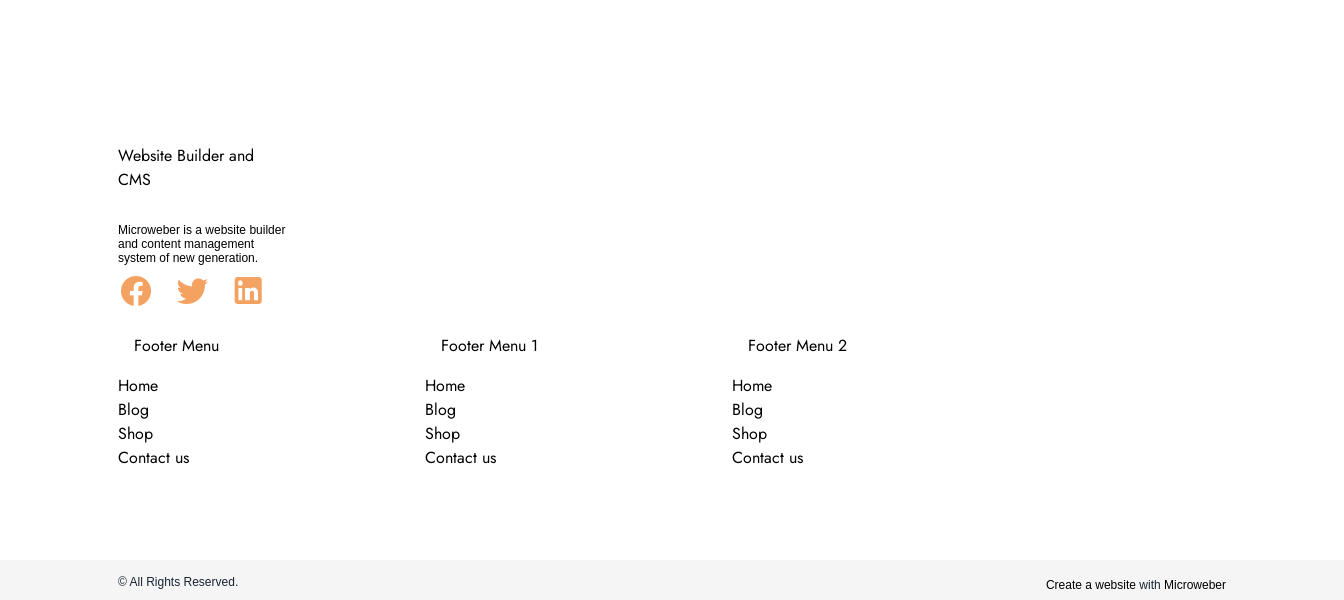 Website Builder and
CMS
Microweber is a website builder
and content management
system of new generation.
Footer Menu
Home
Blog
Shop
Contact us
Footer Menu 1
Home
Blog
Shop
Contact us
Footer Menu 2
Home
Blog
Shop
Contact us
© All Rights Reserved.
Create a website with Microweber